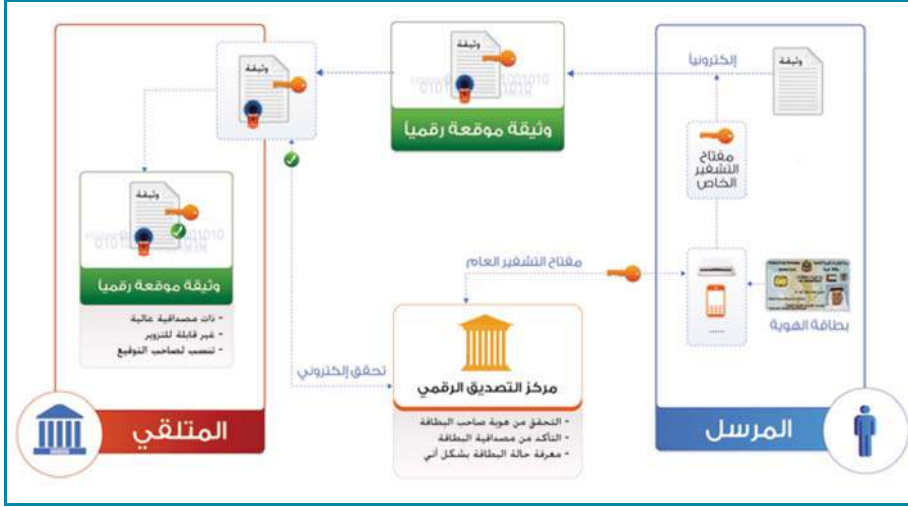 وثيقة
إلكترونياً
مفتاح
التشفير
الخاص
بطاقة الهوية
المرسل
وثيقة
وثيقة موقعة رقمياً
مفتاح التشفير العام
مركز التصديق الرقمي
- التحقق من هوية صاحب البطاقة
- التأكد من مصداقية البطاقة
- معرفة حالة البطاقة بشكل آني
تحقق إلكتروني
وثيقة
وثيقة
وثيقة موقعة رقمياً
- ذات مصداقية عالية
- غير قابلة للتزوير
- تنسب لصاحب التوقيع
المتلقي